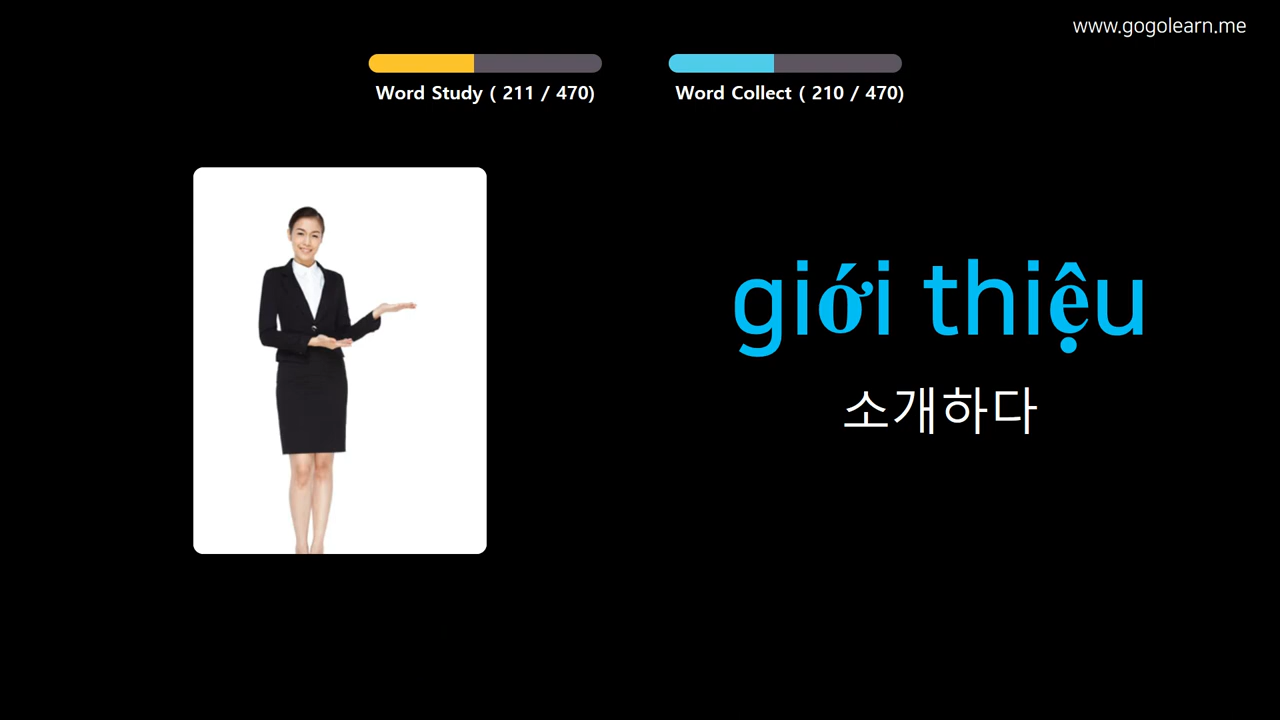 www.gogolearn.me
Word Study ( 211 / 470)
Word Collect ( 210 / 470)
giới thiệu
소개하다